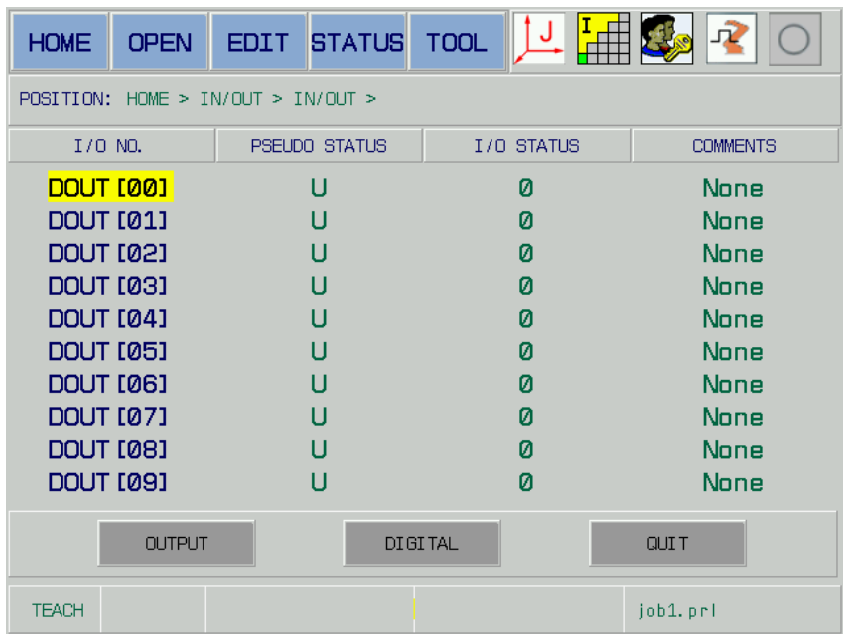 HOME OPEN EDIT STATUS TOOL J I
POSITION: HOME > IN/OUT > IN/OUT >
I/O NO. PSEUDO STATUS I/O STATUS COMMENTS
DOUT [00] U 0 None
DOUT [01] U 0 None
DOUT [02] U 0 None
DOUT [03] U 0 None
DOUT [04] U 0 None
DOUT [05] U 0 None
DOUT [06] U 0 None
DOUT [07] U 0 None
DOUT [08] U 0 None
DOUT [09] U 0 None
OUTPUT DIGITAL QUIT
TEACH job1.prl